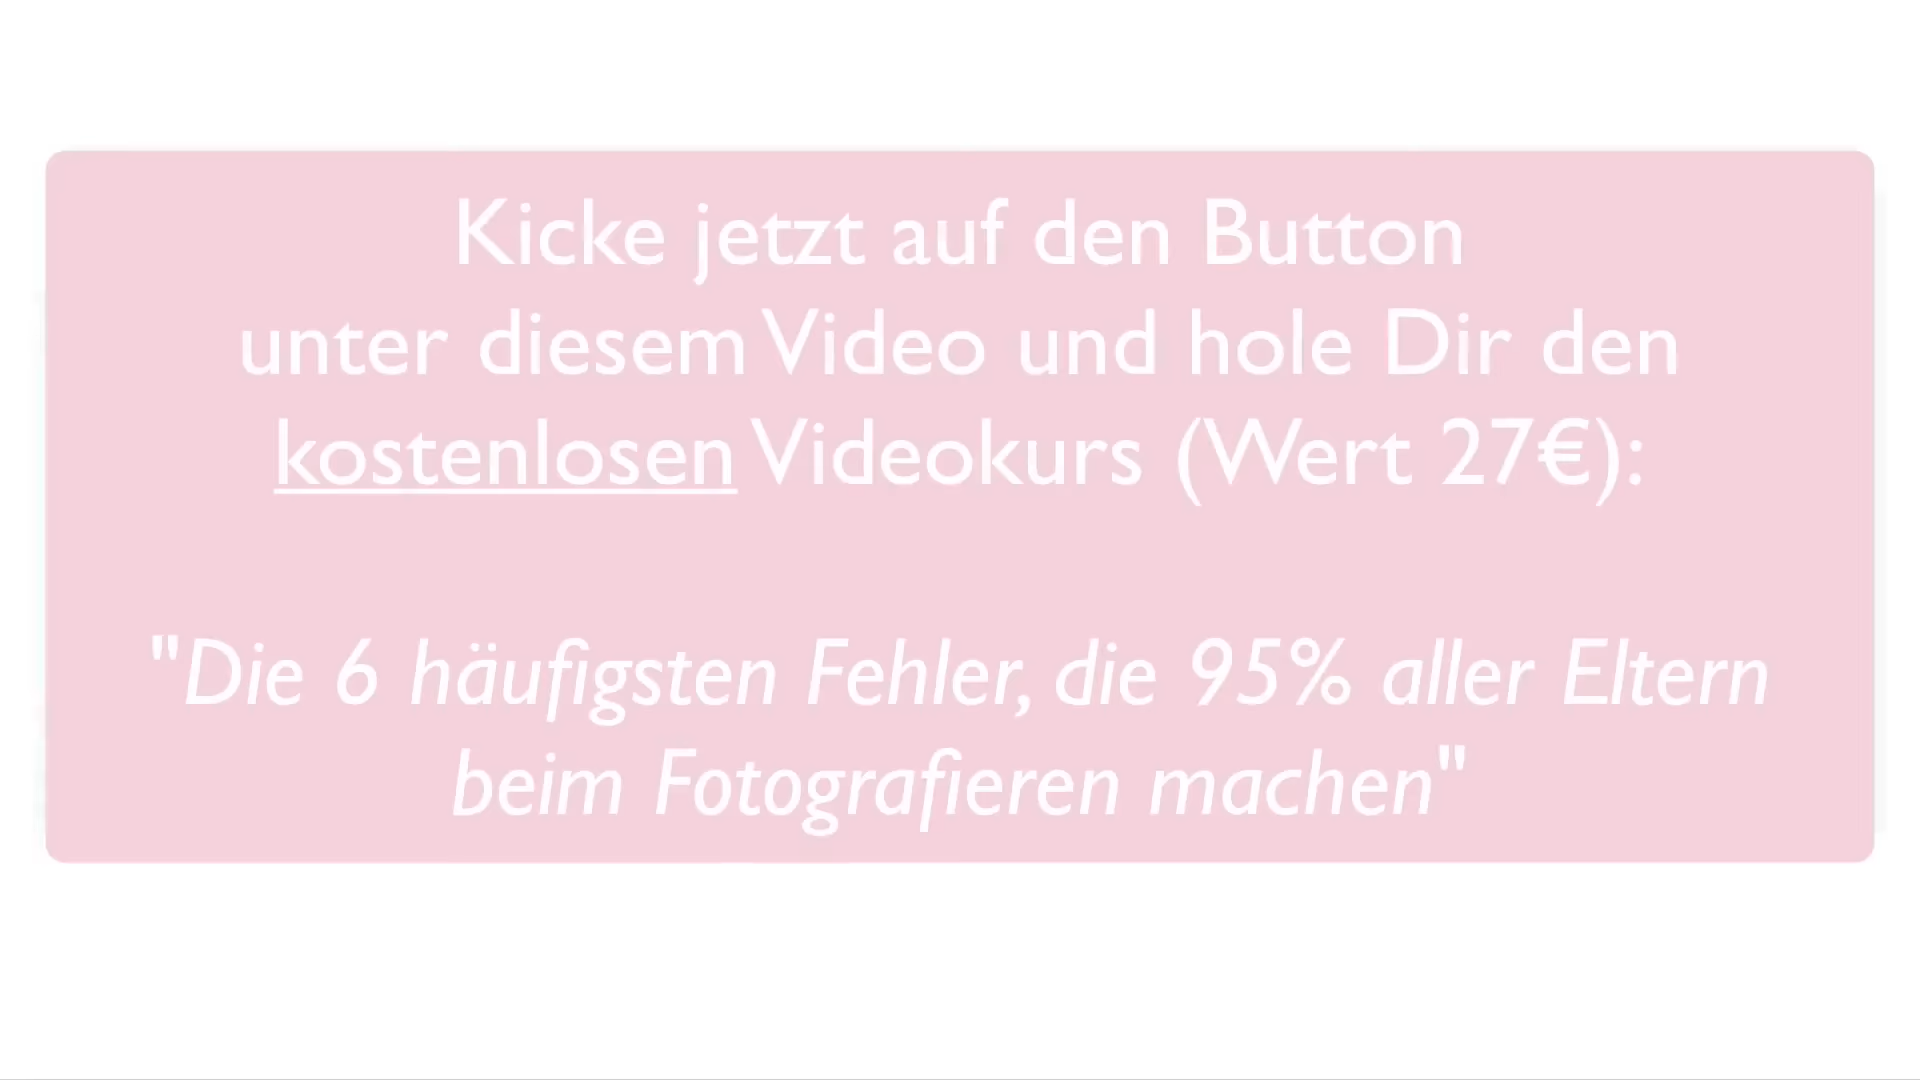 Kicke jetzt auf den Button
unter diesem Video und hole Dir den
kostenlosen Videokurs (Wert 27€):
"Die 6 häufigsten Fehler, die 95% aller Eltern
beim Fotografieren machen"